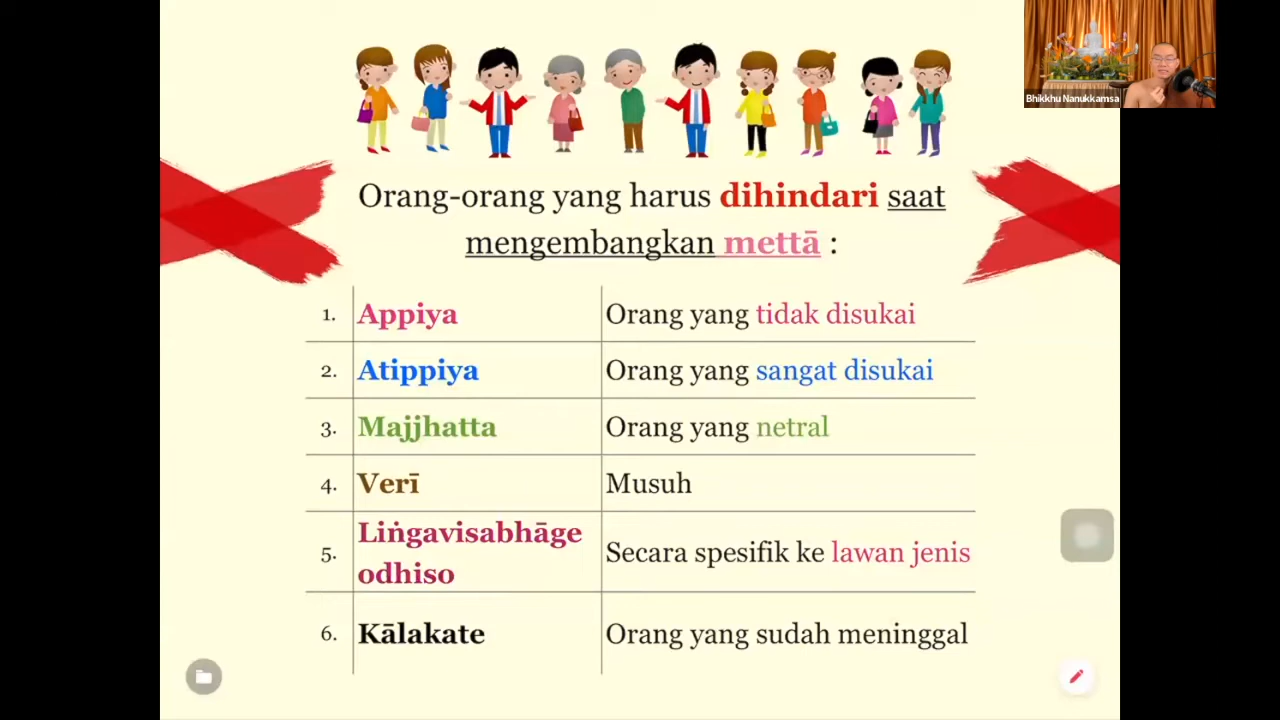 Bhikkhu Nanukkamsa
Orang-orang yang harus dihindari saat
mengembangkan mettā :
1. Appiya Orang yang tidak disukai
2. Atippiya Orang yang sangat disukai
3. Majjhatta Orang yang netral
4. Verī Musuh
5. Liṅgavisabhāge odhiso Secara spesifik ke lawan jenis
6. Kālakate Orang yang sudah meninggal